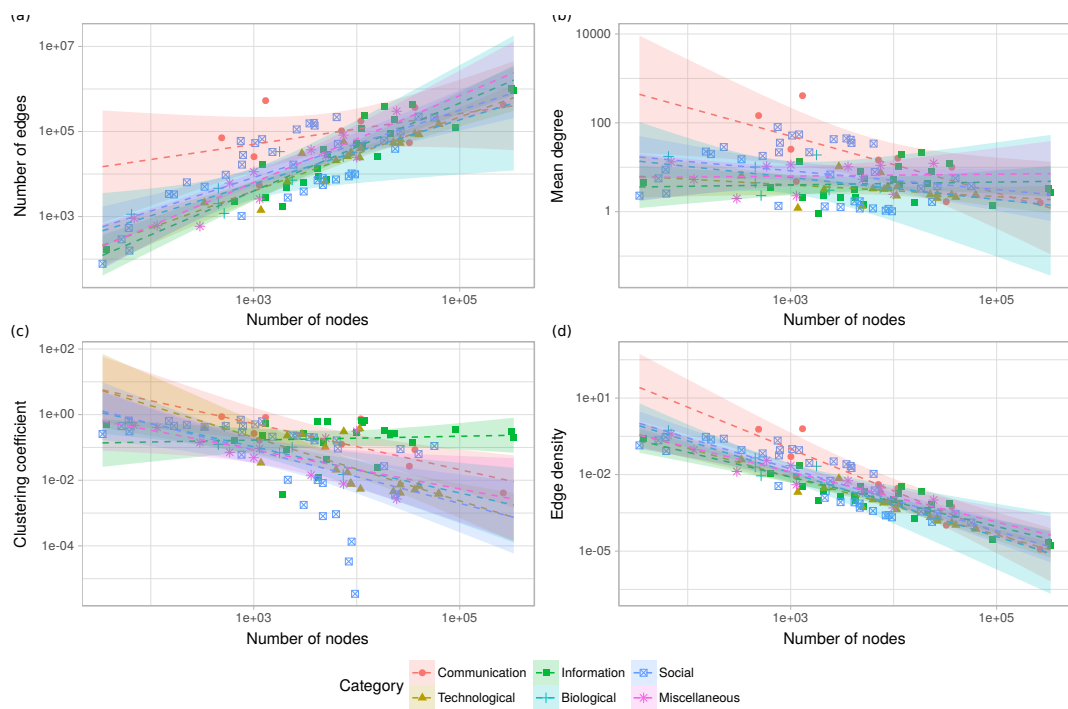 (a)
(b)
1e+07
1e+05
1e+03
Number of edges
1e+03
1e+05
Number of nodes
10000
100
1
Mean degree
1e+03
1e+05
Number of nodes
(c)
(d)
1e+02
1e+00
1e-02
1e-04
Clustering coefficient
1e+03
1e+05
Number of nodes
1e-01
1e-02
1e-05
Edge density
1e+03
1e+05
Number of nodes
Category
Communication
Information
Social
Technological
Biological
Miscellaneous